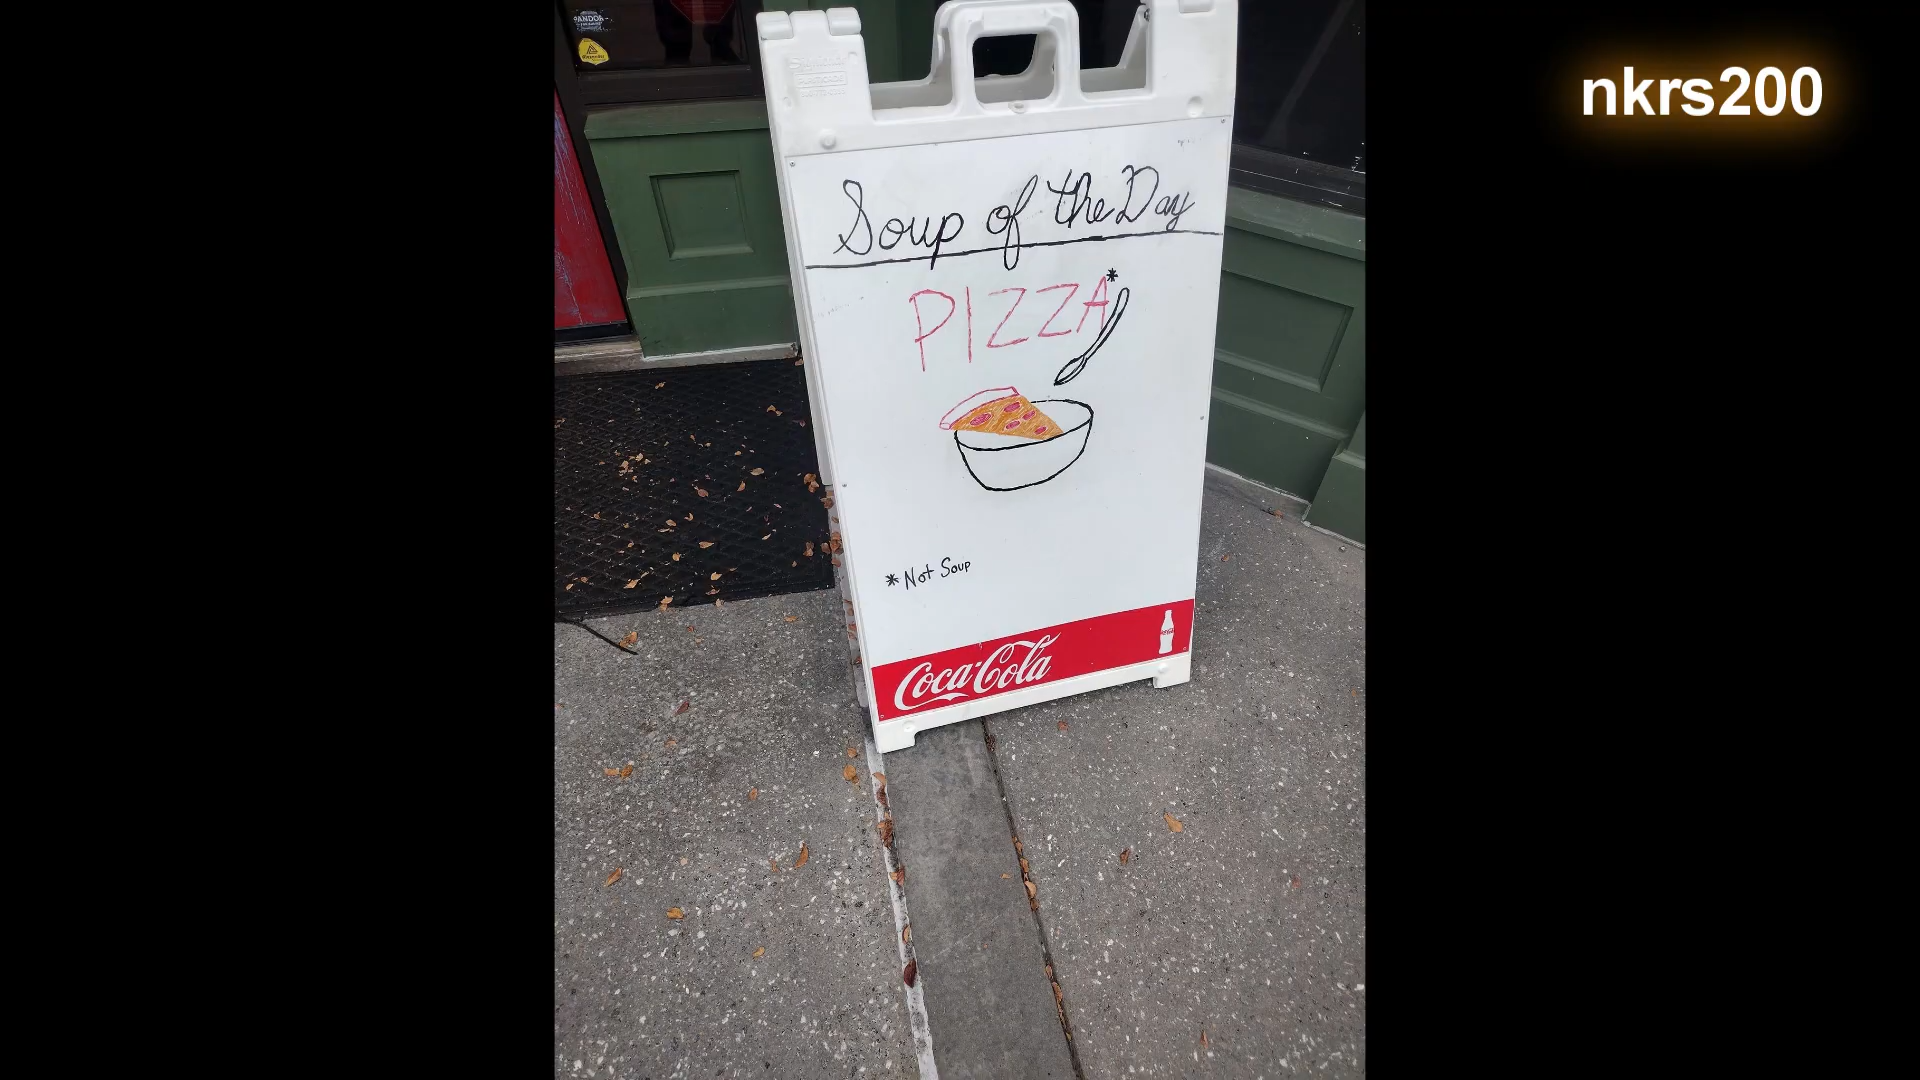 nkrs200
Soup of the Day
PIZZA*
*Not Soup
Coca-Cola